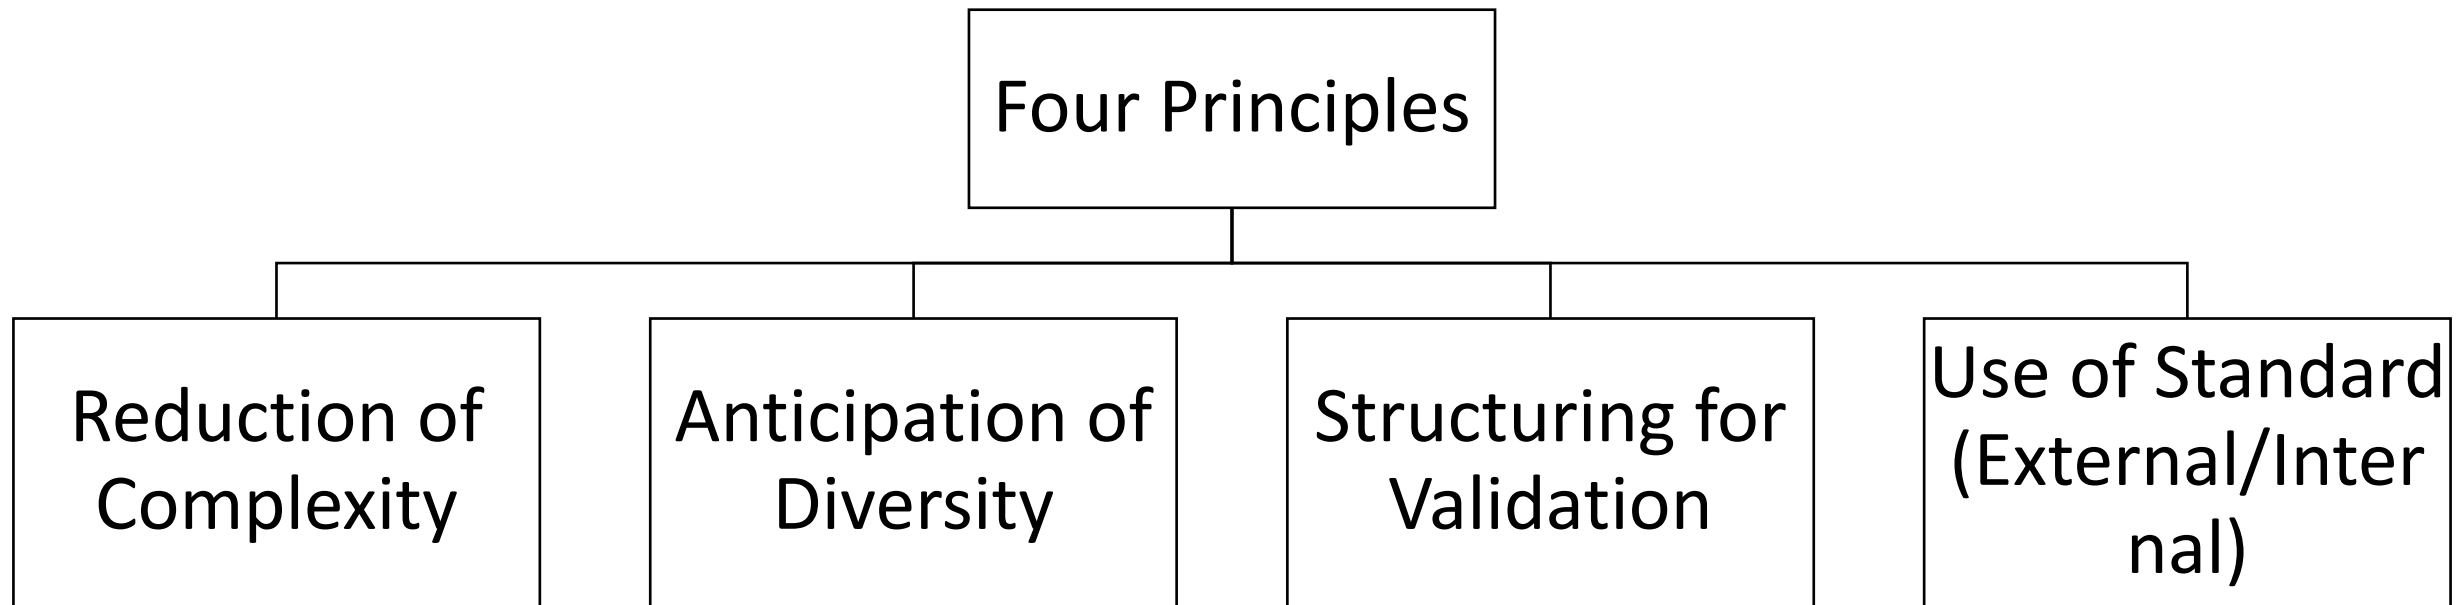 Four Principles
Reduction of
Complexity
Anticipation of
Diversity
Structuring for
Validation
Use of Standard
(External/Inter
nal)